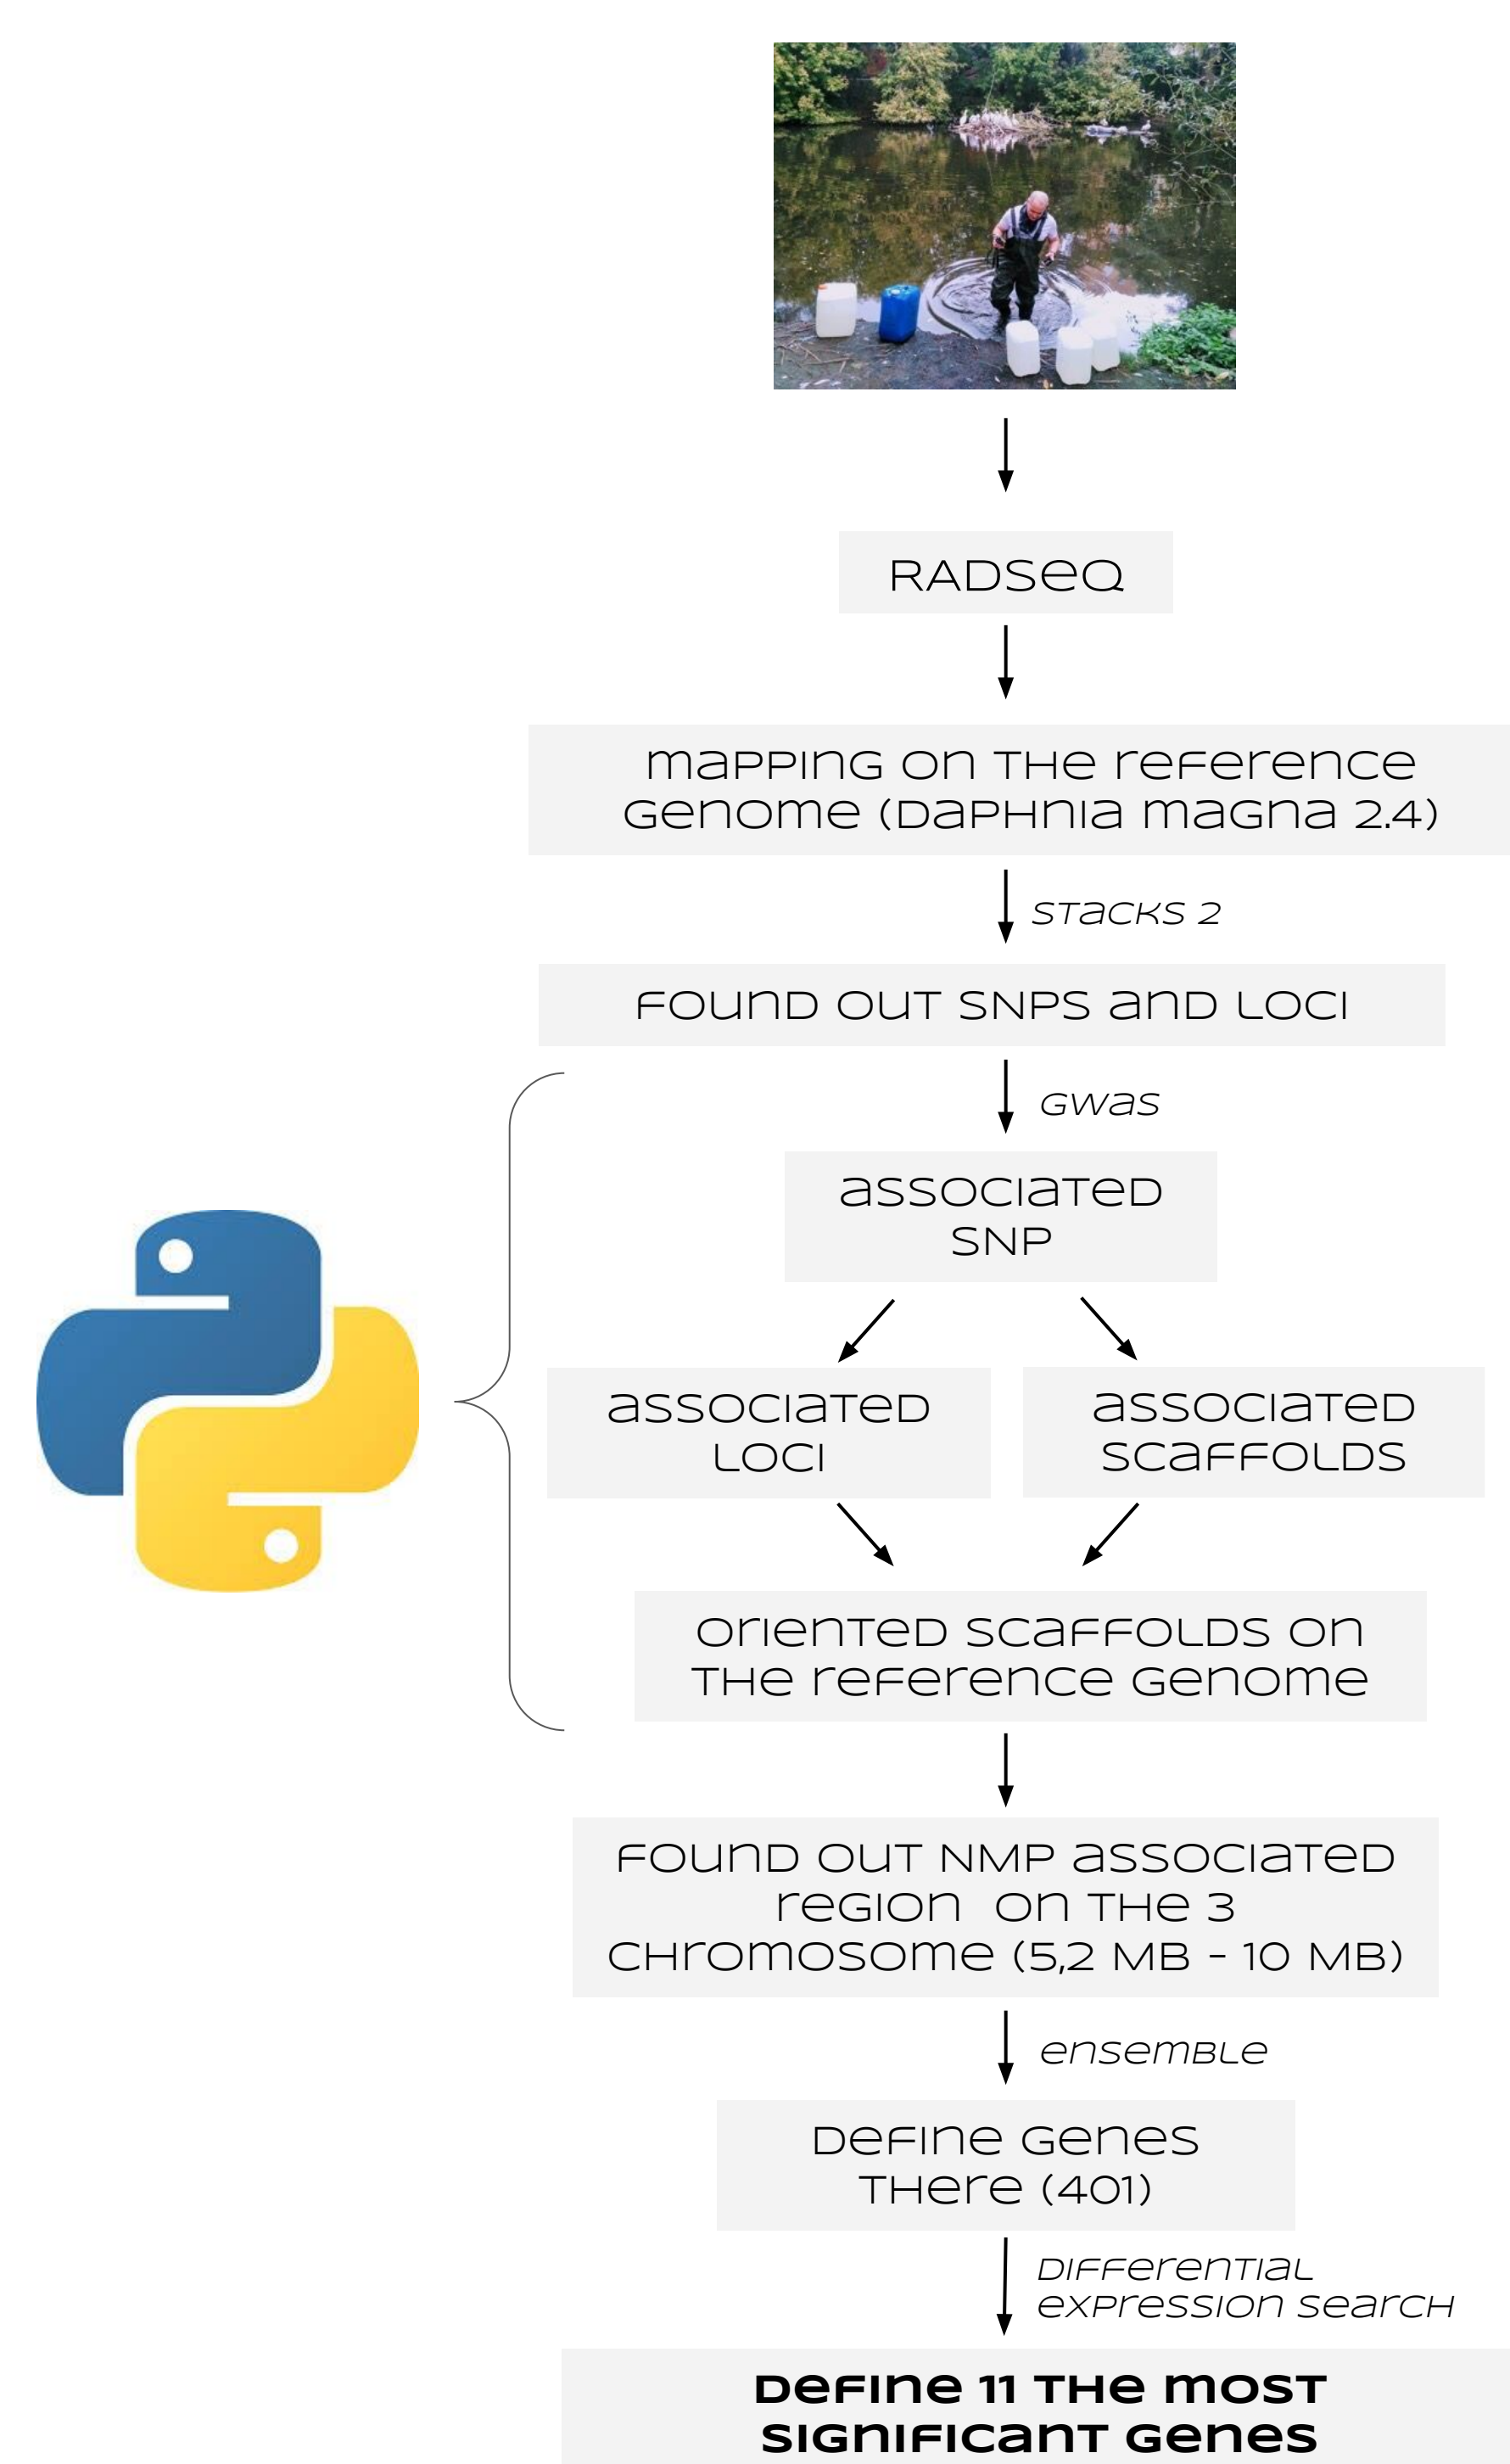 RADseq
mapping on the reference
genome (Daphnia magna 2.4)
Stacks 2
Found out SNPs and loci
GWAS
associated
SNP
associated
loci
associated
scaffolds
Oriented scaffolds on
the reference genome
Found out NMP associated
region on the 3
chromosome (5,2 MB - 10 MB)
ensemble
Define genes
there (401)
Differential
expression search
Define 11 the most
significant genes